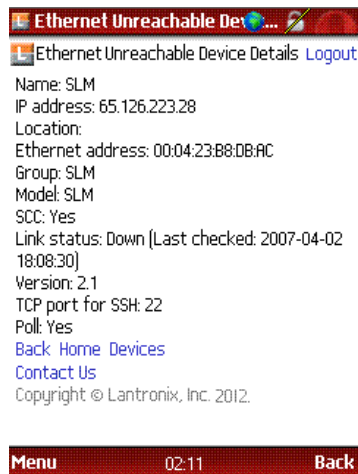 Ethernet Unreachable Dev...
Ethernet Unreachable Device Details Logout
Name: SLM
IP address: 65.126.223.28
Location:
Ethernet address: 00:04:23:B8:DB:AC
Group: SLM
Model: SLM
SCC: Yes
Link status: Down (Last checked: 2007-04-02
18:08:30)
Version: 2.1
TCP port for SSH: 22
Poll: Yes
Back Home Devices
Contact Us
Copyright © Lantronix, Inc. 2012.
Menu 02:11 Back